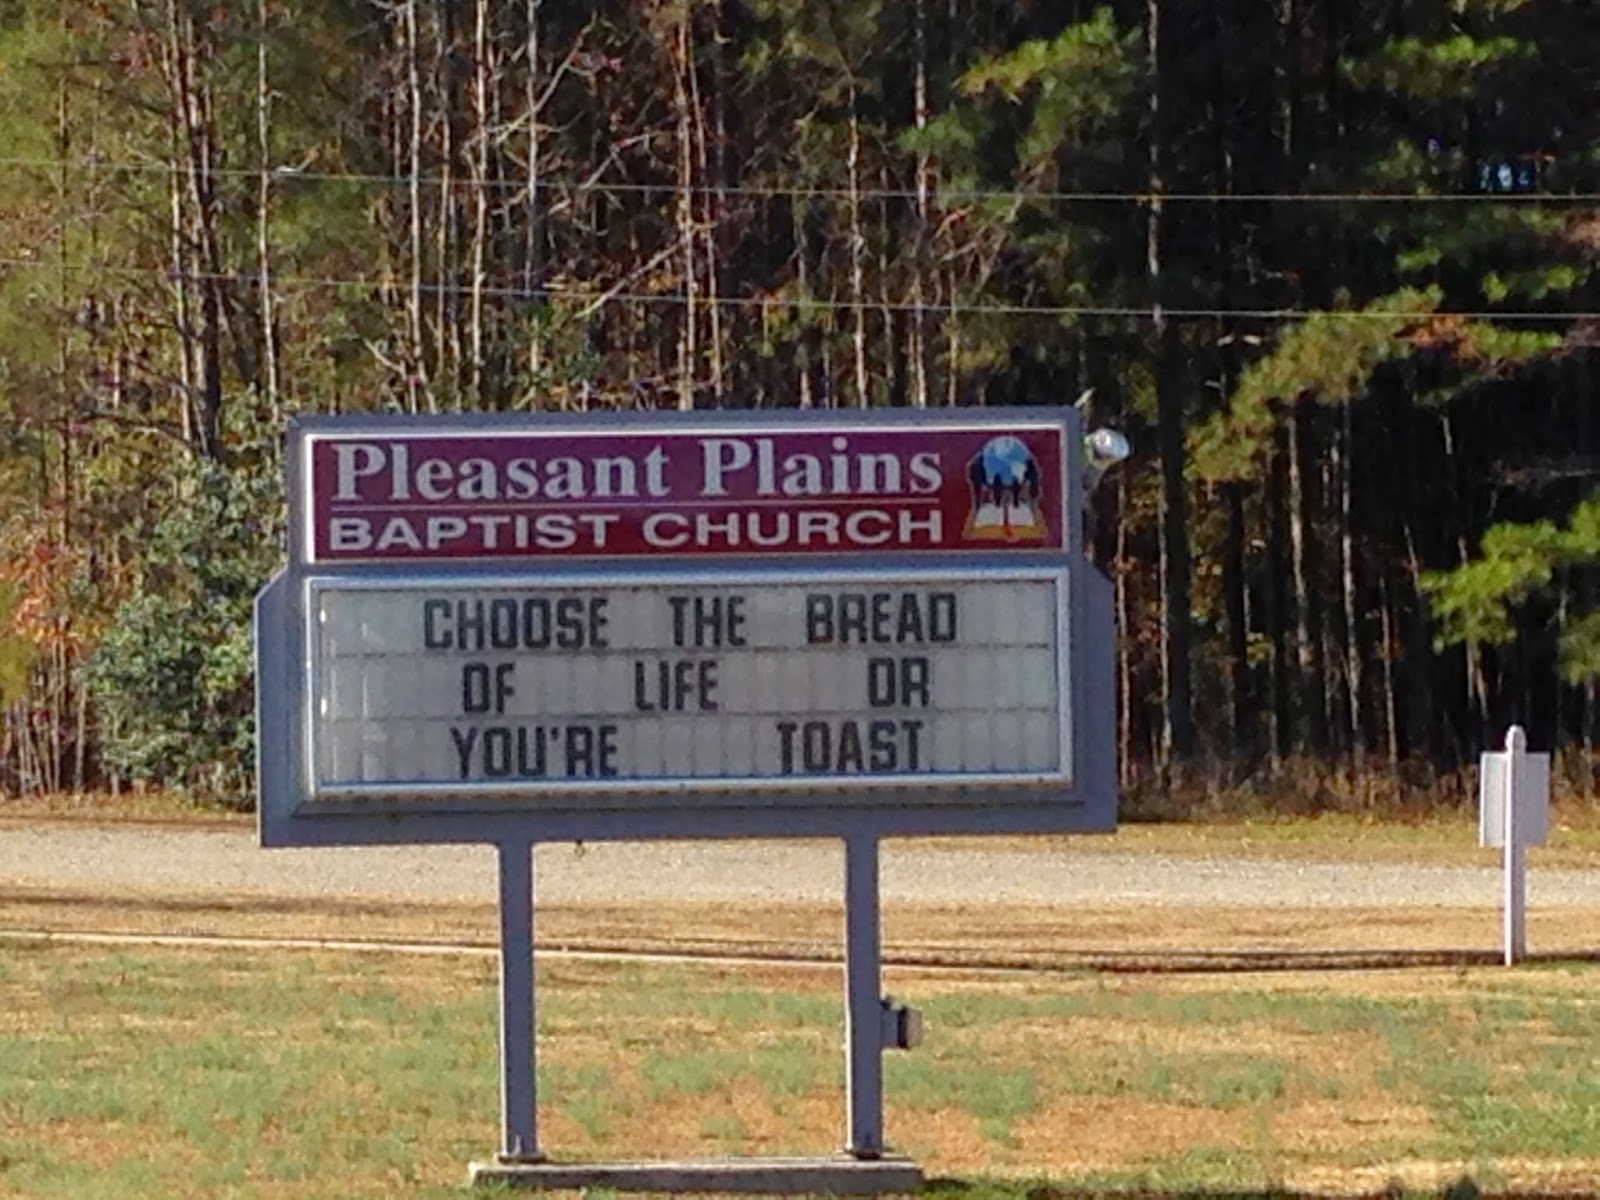 Pleasant Plains
BAPTIST CHURCH
CHOOSE THE BREAD
OF LIFE OR
YOU'RE TOAST